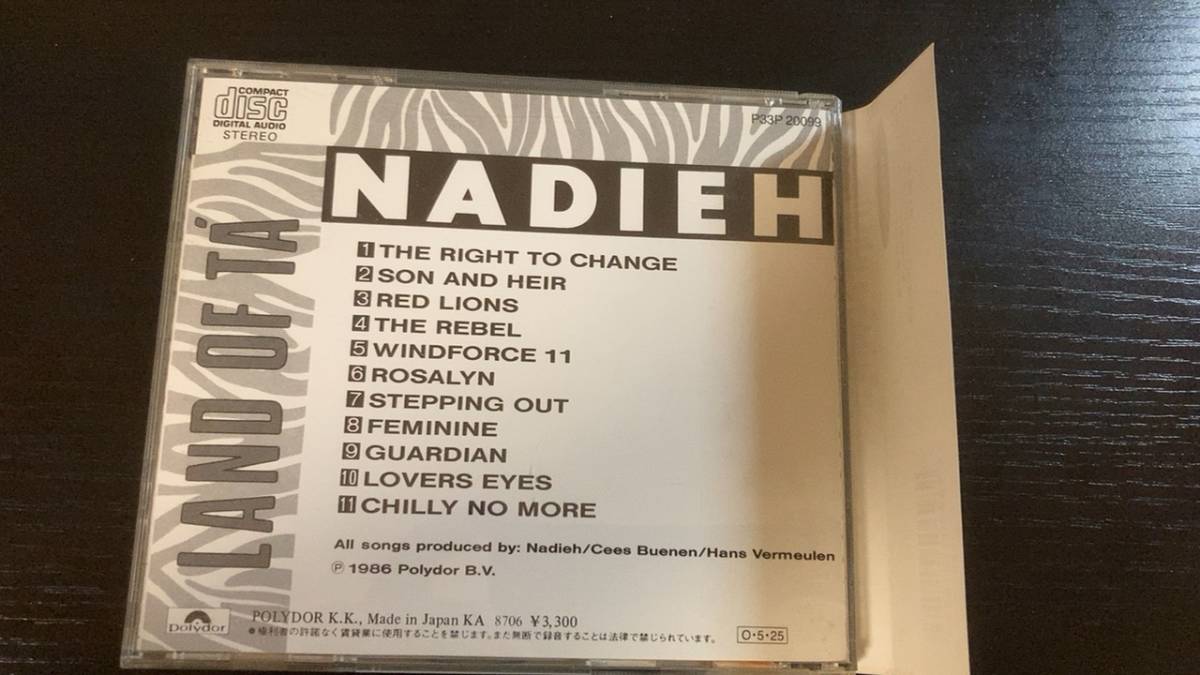 COMPACT
disc
DIGITAL AUDIO
STEREO
P33P 20099
NADIEH
LAND OF TÁ
1 THE RIGHT TO CHANGE
2 SON AND HEIR
3 RED LIONS
4 THE REBEL
5 WINDFORCE 11
6 ROSALYN
7 STEPPING OUT
8 FEMININE
9 GUARDIAN
10 LOVERS EYES
11 CHILLY NO MORE
All songs produced by: Nadieh/Cees Buenen/Hans Vermeulen
Ⓟ 1986 Polydor B.V.
Polydor
POLYDOR K.K., Made in Japan KA 8706 ¥3,300
●権利者の許諾なく賃貸業に使用することを禁じます。また無断で録音することは法律で禁じられています。
O・5・25